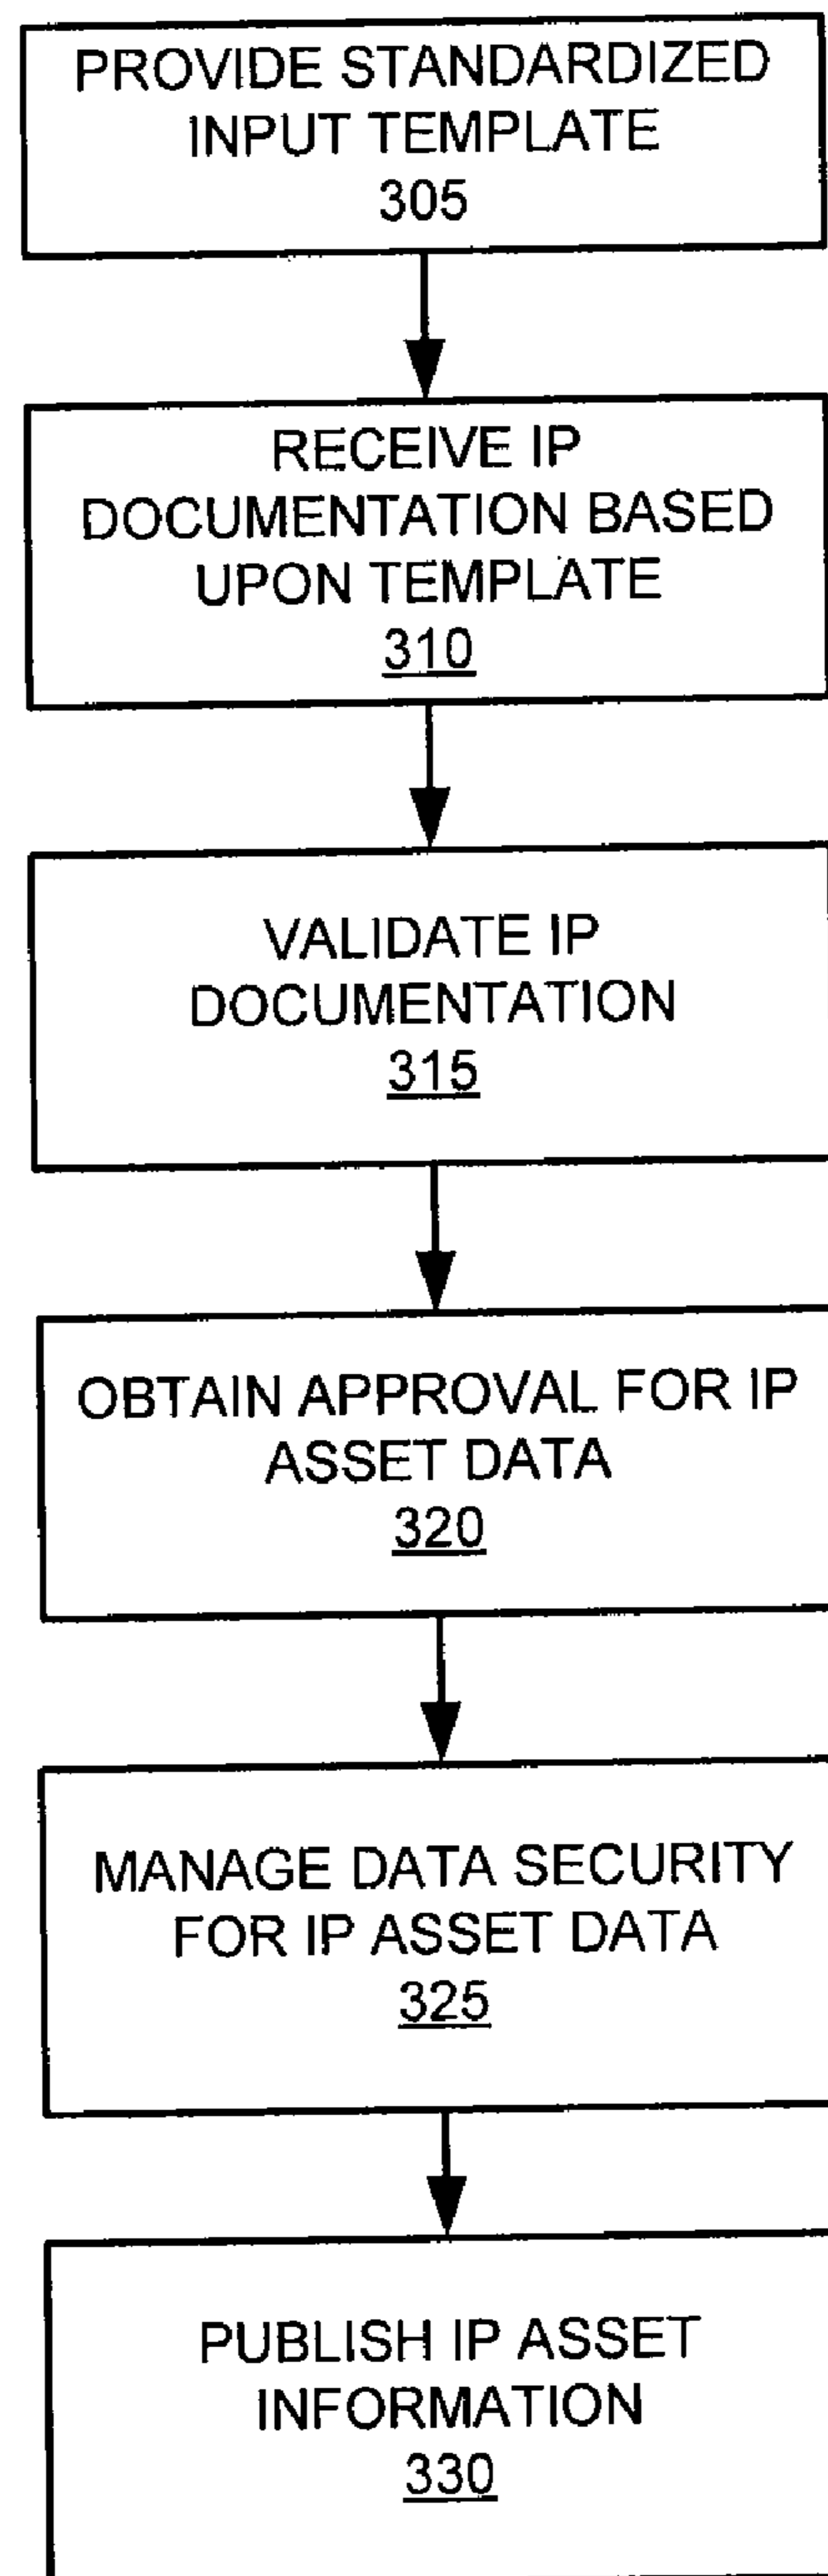 PROVIDE STANDARDIZED
INPUT TEMPLATE
305
RECEIVE IP
DOCUMENTATION BASED
UPON TEMPLATE
310
VALIDATE IP
DOCUMENTATION
315
OBTAIN APPROVAL FOR IP
ASSET DATA
320
MANAGE DATA SECURITY
FOR IP ASSET DATA
325
PUBLISH IP ASSET
INFORMATION
330